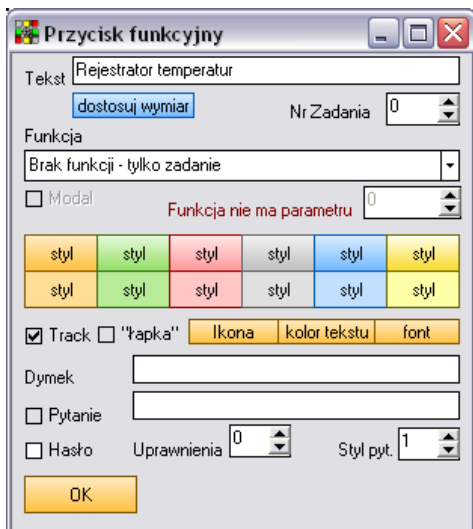 Przycisk funkcyjny
Tekst Rejestrator temperatur
dostosuj wymiar Nr Zadania 0
Funkcja
Brak funkcji - tylko zadanie
Modal Funkcja nie ma parametru 0
styl styl styl styl styl styl
styl styl styl styl styl styl
Track "łapka" Ikona kolor tekstu font
Dymek
Pytanie
Hasło Uprawnienia 0 Styl pyt. 1
OK